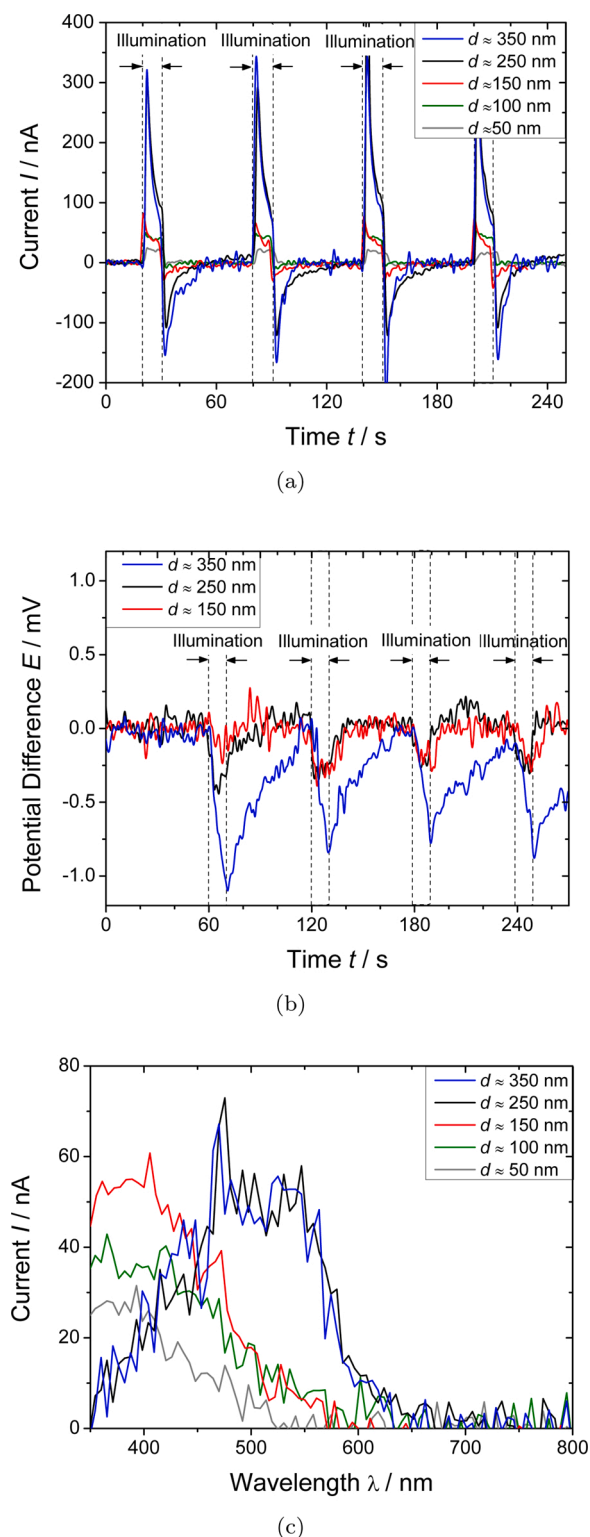 400
300
200
100
0
-100
-200
Current I / nA
Illumination Illumination Illumination
d ≈ 350 nm
d ≈ 250 nm
d ≈150 nm
d ≈100 nm
d ≈50 nm
0 60 120 180 240
Time t / s
(a)
1.0
0.5
0.0
-0.5
-1.0
Potential Difference E / mV
d ≈ 350 nm
d ≈ 250 nm
d ≈ 150 nm
Illumination Illumination Illumination Illumination
0 60 120 180 240
Time t / s
(b)
80
60
40
20
0
Current I / nA
d ≈ 350 nm
d ≈ 250 nm
d ≈ 150 nm
d ≈ 100 nm
d ≈ 50 nm
400 500 600 700 800
Wavelength λ / nm
(c)